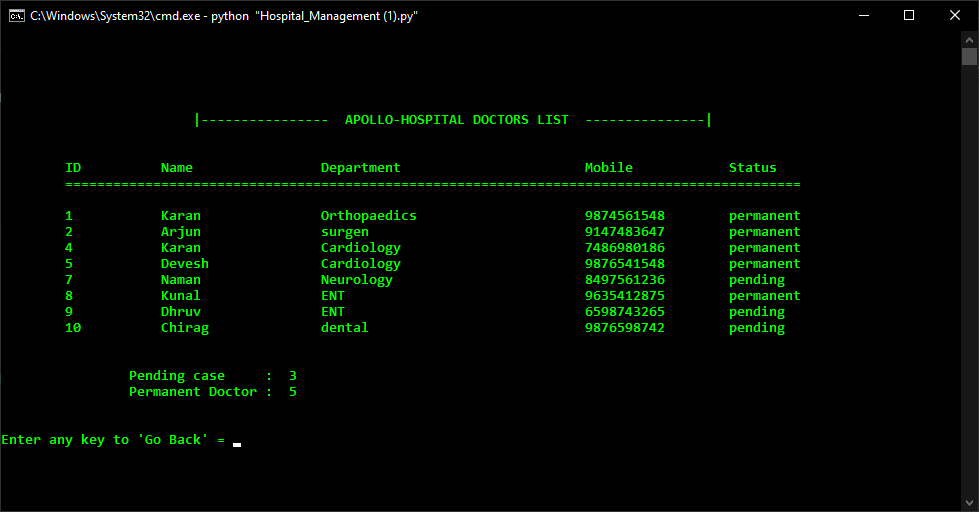 C:\Windows\System32\cmd.exe - python "Hospital_Management (1).py"
|---------------- APOLLO-HOSPITAL DOCTORS LIST ---------------|
ID Name Department Mobile Status
============================================================================================
1 Karan Orthopaedics 9874561548 permanent
2 Arjun surgen 9147483647 permanent
4 Karan Cardiology 7486980186 permanent
5 Devesh Cardiology 9876541548 permanent
7 Naman Neurology 8497561236 pending
8 Kunal ENT 9635412875 permanent
9 Dhruv ENT 6598743265 pending
10 Chirag dental 9876598742 pending
Pending case : 3
Permanent Doctor : 5
Enter any key to 'Go Back' =